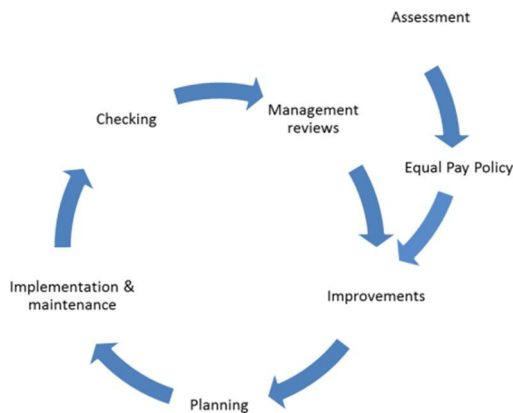 Assessment
Checking
Management
reviews
Equal Pay Policy
Implementation &
maintenance
Improvements
Planning